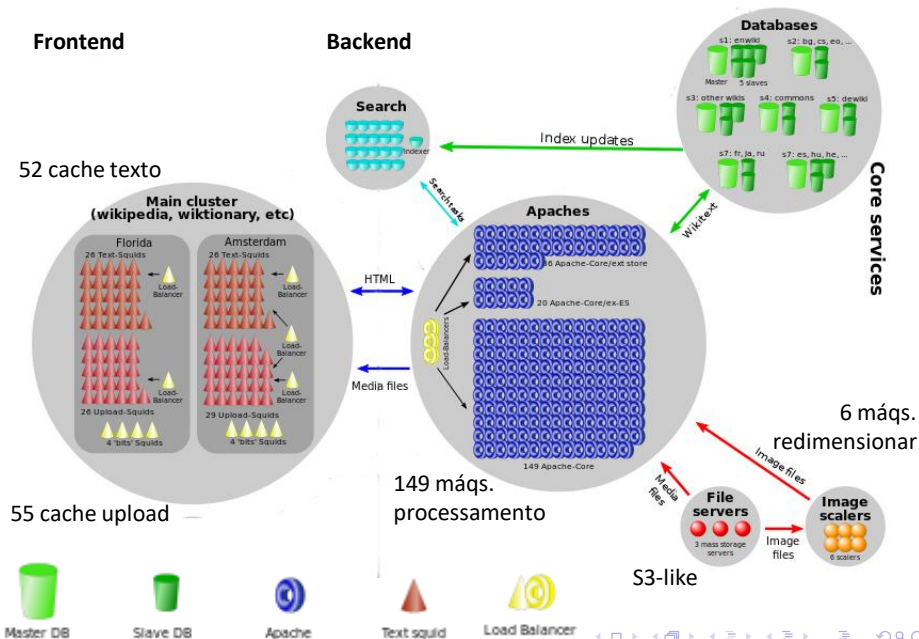 Frontend
Backend
Databases
s1: enwiki
s2: bg, cs, eo, ...
Master
5 slaves
s3: other wikis
s4: commons
s5: dewiki
s7: fr, ja, ru
s7: es, hu, he, ...
Core services
Search
Indexer
Index updates
Searchtasks
Wikitext
52 cache texto
Main cluster
(wikipedia, wiktionary, etc)
Florida
26 Text-Squids
Load-
Balancer
Load-
Balancer
26 Upload-Squids
4 'bits' Squids
Amsterdam
26 Text-Squids
Load-
Balancer
Load-
Balancer
Load-
Balancer
29 Upload-Squids
4 'bits' Squids
55 cache upload
HTML
Media files
Apaches
Load-Balancers
36 Apache-Core/ext store
20 Apache-Core/ex-ES
149 Apache-Core
149 máqs.
processamento
6 máqs.
redimensionar
Image files
Media
files
File
servers
3 mass storage
servers
Image
files
Image
scalers
6 scalers
S3-like
Master DB
Slave DB
Apache
Text squid
Load Balancer